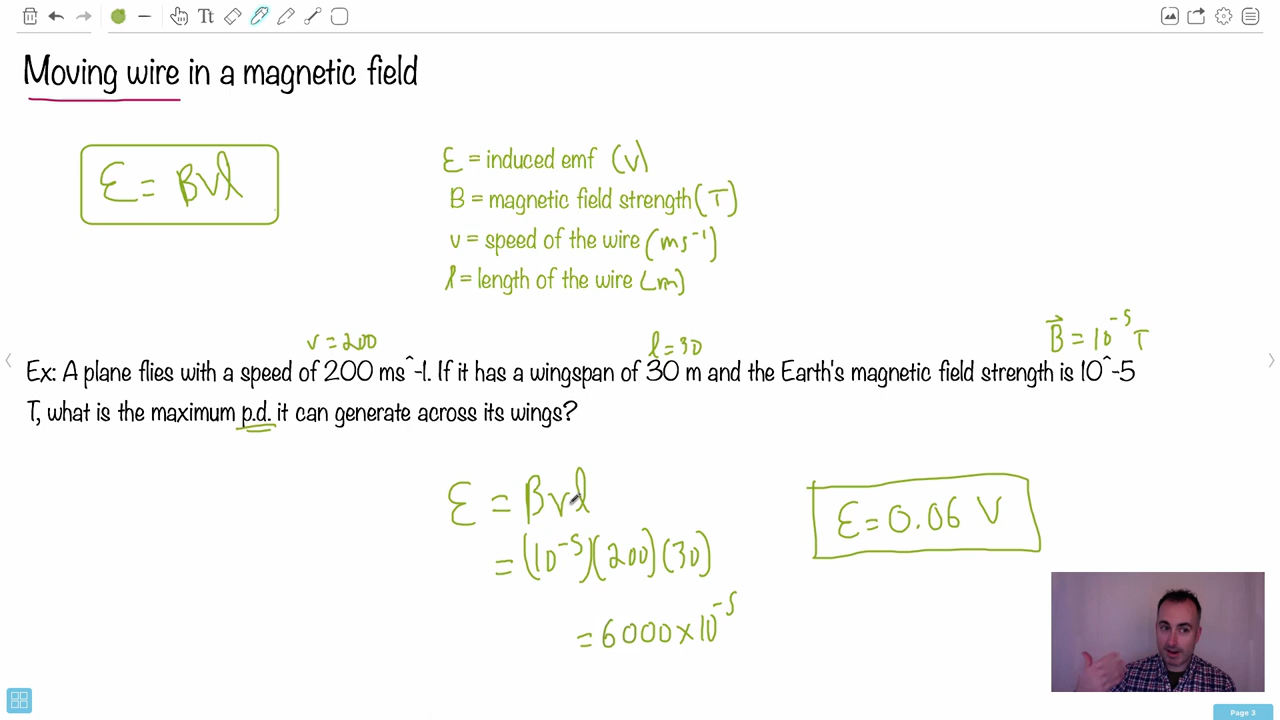 Tt
Moving wire in a magnetic field
ε = Bvl
ε = induced emf (V)
B = magnetic field strength (T)
v = speed of the wire (ms⁻¹)
l = length of the wire (m)
v = 200
l = 30
B⃗ = 10⁻⁵ T
Ex: A plane flies with a speed of 200 ms^-1. If it has a wingspan of 30 m and the Earth's magnetic field strength is 10^-5
T, what is the maximum p.d. it can generate across its wings?
ε = Bvl
= (10⁻⁵)(200)(30)
= 6000 × 10⁻⁵
ε = 0.06 V
Page 3